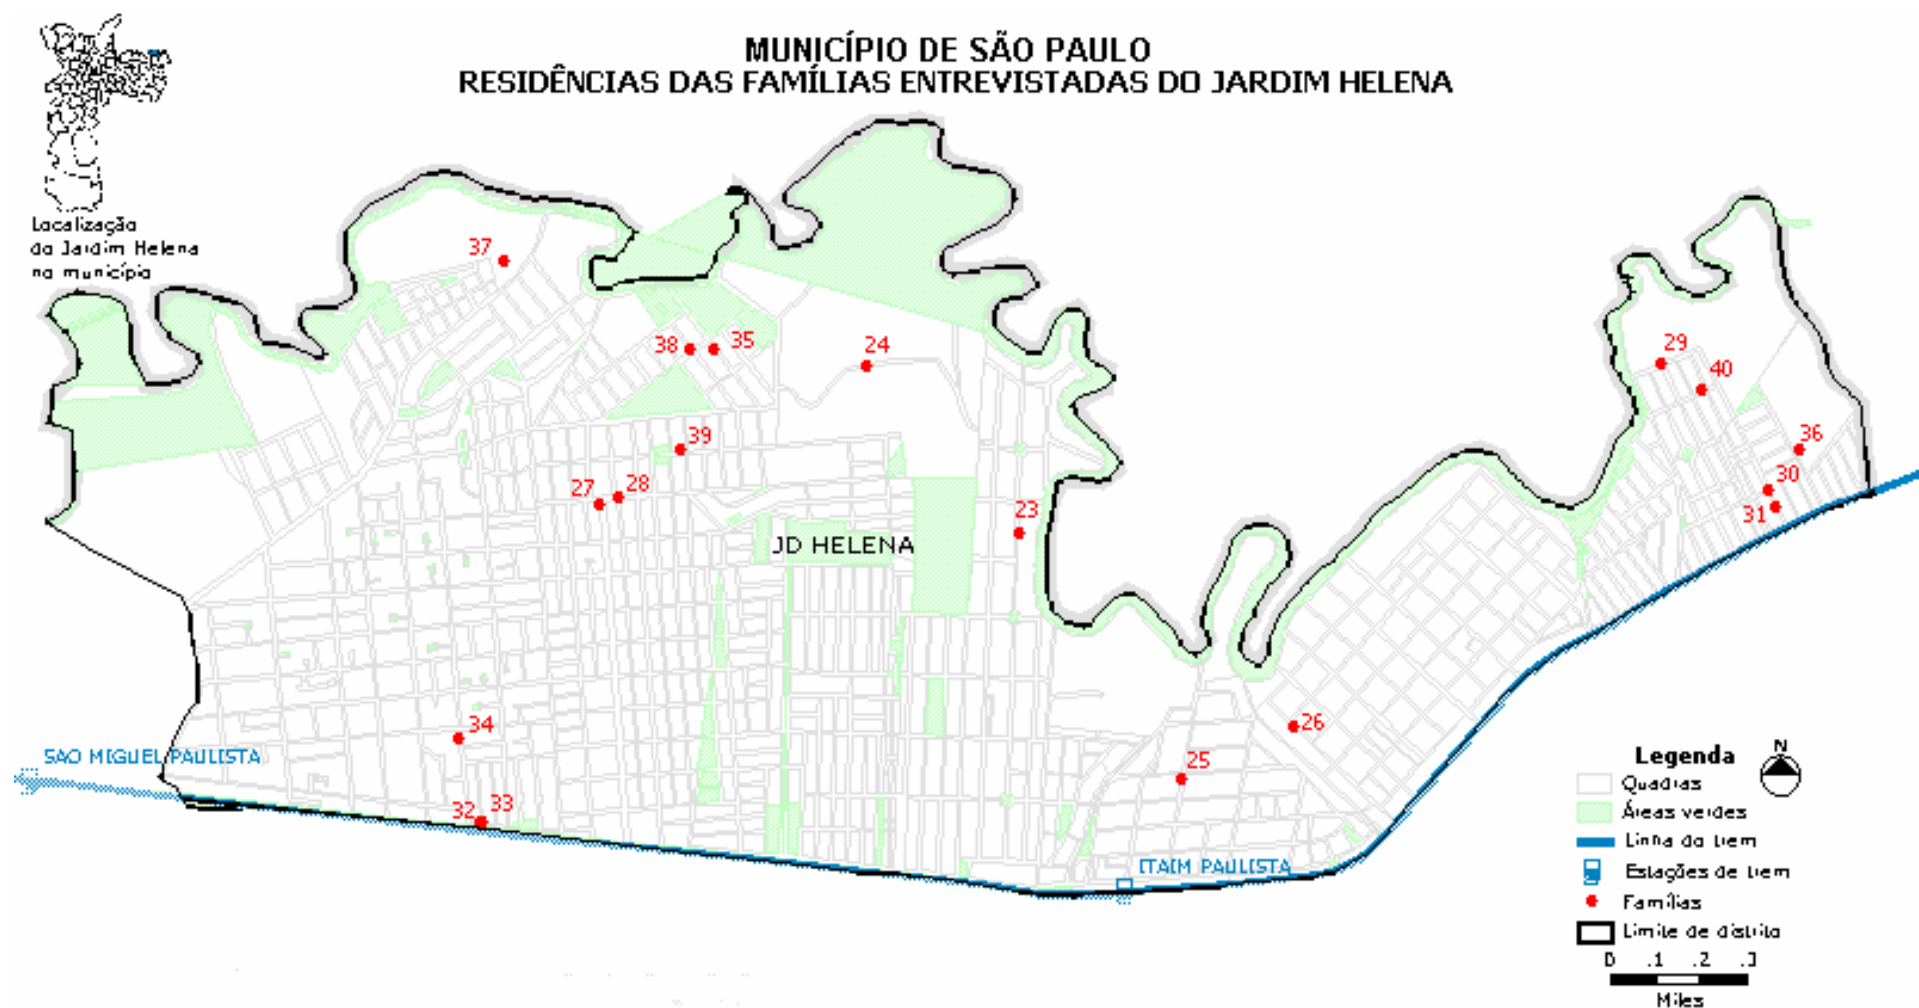 MUNICÍPIO DE SÃO PAULO
RESIDÊNCIAS DAS FAMÍLIAS ENTREVISTADAS DO JARDIM HELENA
Localização
do Jardim Helena
no município
37
38
35
24
29
40
39
36
27
28
30
23
31
JD HELENA
34
26
25
SAO MIGUEL PAULISTA
32
33
ITAIM PAULISTA
Legenda
N
Quadras
Áreas verdes
Linha do trem
Estações de trem
Famílias
Limite de distrito
0 .1 .2 .3
Miles